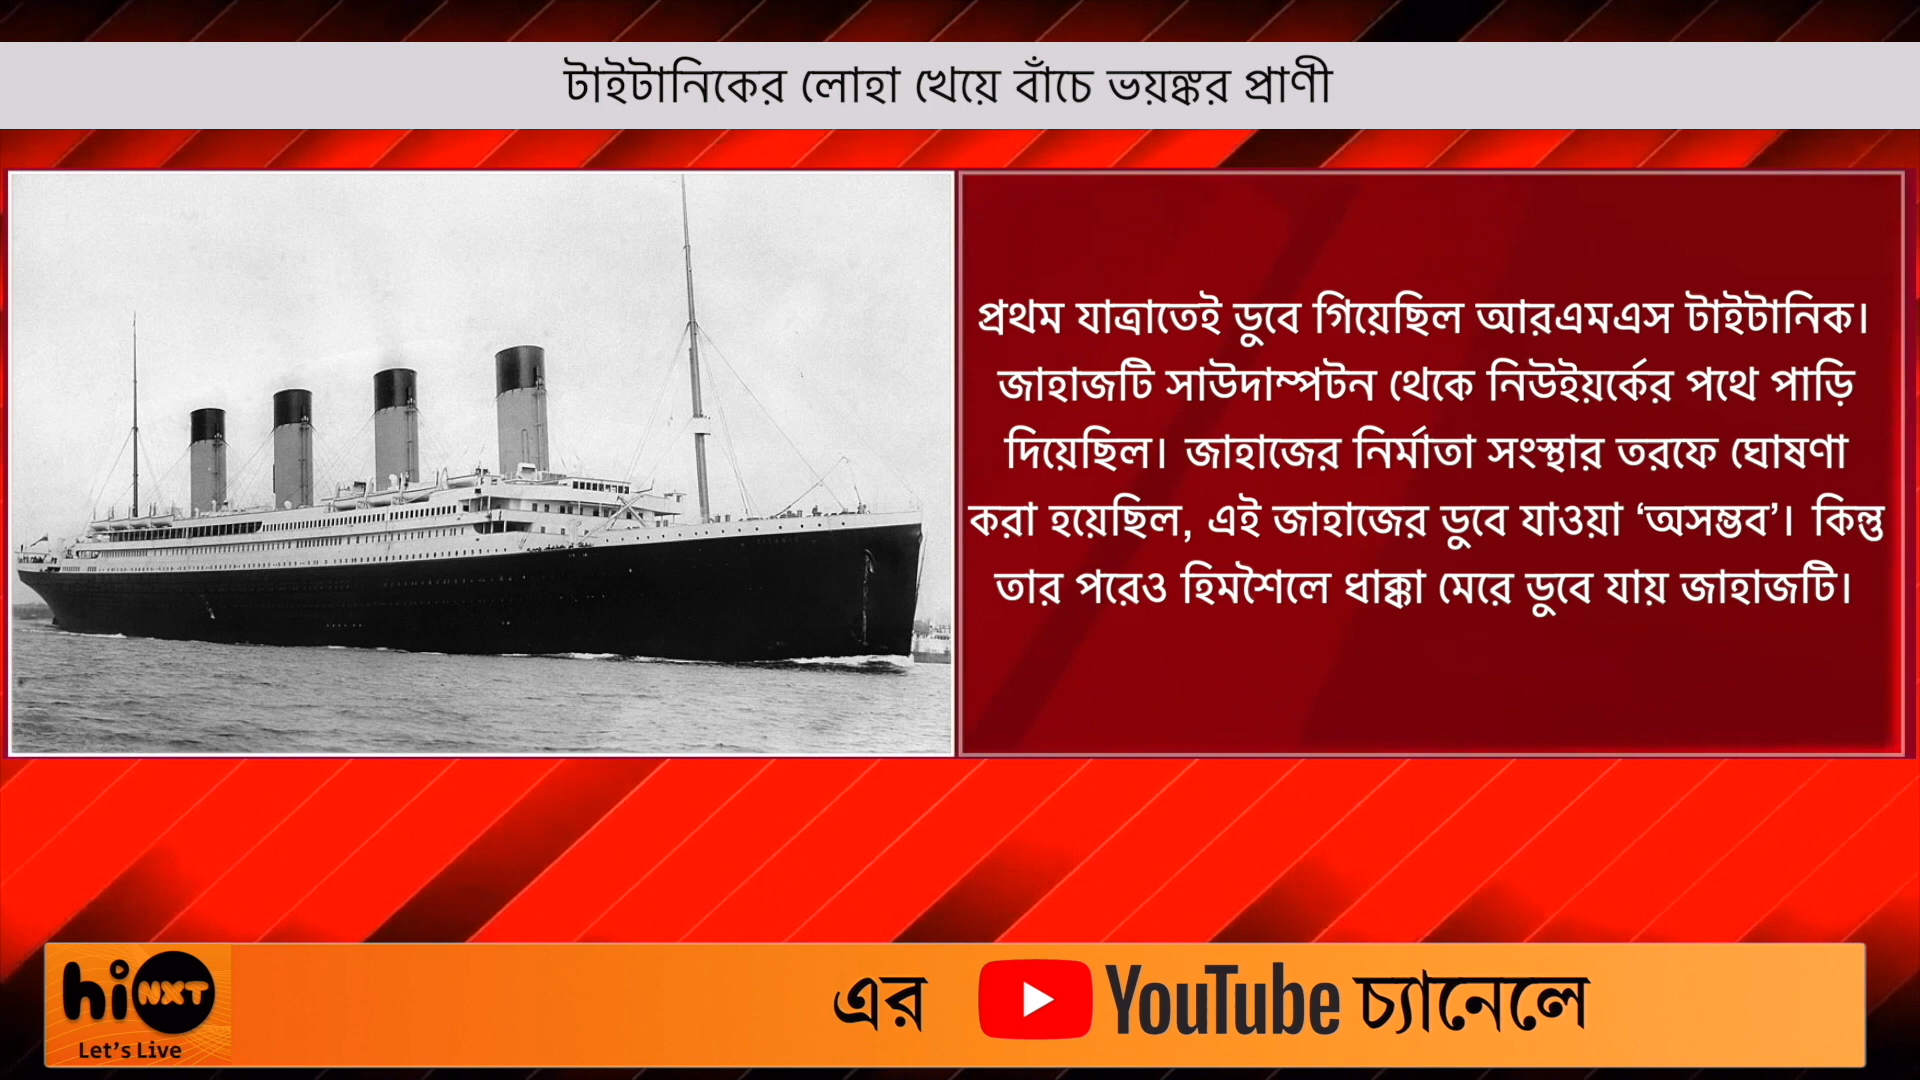 টাইটানিকের লোহা খেয়ে বাঁচে ভয়ঙ্কর প্রাণী
প্রথম যাত্রাতেই ডুবে গিয়েছিল আরএমএস টাইটানিক।
জাহাজটি সাউদাম্পটন থেকে নিউইয়র্কের পথে পাড়ি
দিয়েছিল। জাহাজের নির্মাতা সংস্থার তরফে ঘোষণা
করা হয়েছিল, এই জাহাজের ডুবে যাওয়া ‘অসম্ভব’। কিন্তু
তার পরেও হিমশৈলে ধাক্কা মেরে ডুবে যায় জাহাজটি।
hi NXT
Let's Live
এর YouTube চ্যানেলে